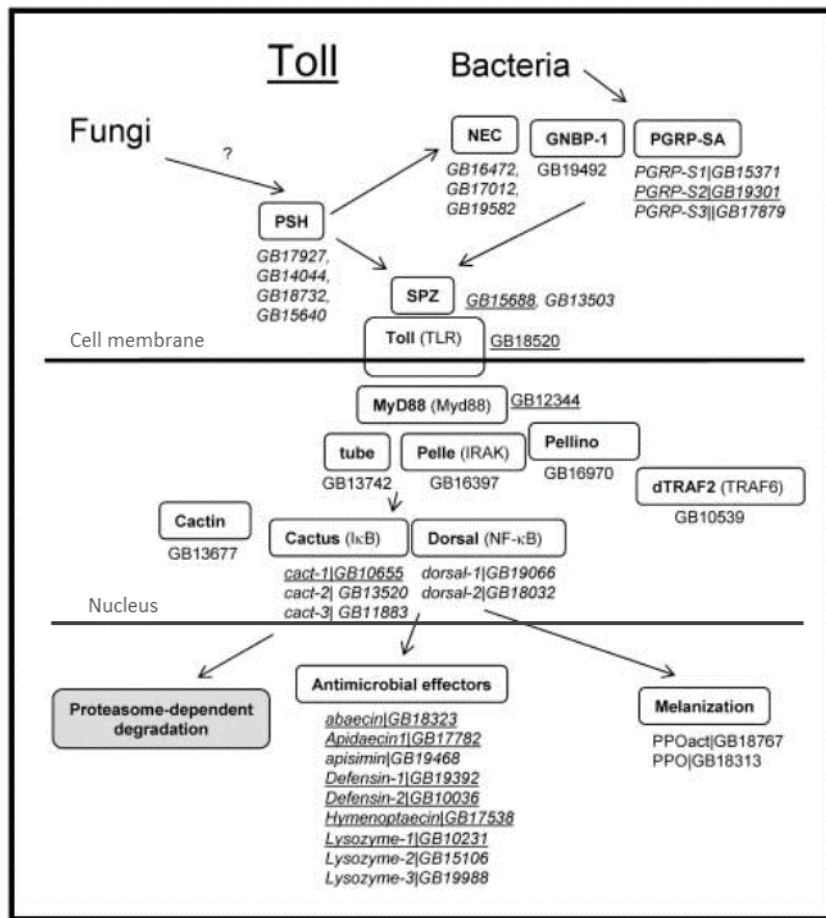 Toll
Bacteria
Fungi
?
NEC
GNBP-1
PGRP-SA
GB16472,
GB17012,
GB19582
GB19492
PGRP-S1|GB15371
PGRP-S2|GB19301
PGRP-S3||GB17879
PSH
GB17927,
GB14044,
GB18732,
GB15640
SPZ
GB15688, GB13503
Cell membrane
Toll (TLR)
GB18520
MyD88 (Myd88)
GB12344
tube
GB13742
Pelle (IRAK)
GB16397
Pellino
GB16970
dTRAF2 (TRAF6)
GB10539
Cactin
GB13677
Cactus (IκB)
Dorsal (NF-κB)
cact-1|GB10655
cact-2| GB13520
cact-3| GB11883
dorsal-1|GB19066
dorsal-2|GB18032
Nucleus
Proteasome-dependent
degradation
Antimicrobial effectors
abaecin|GB18323
Apidaecin1|GB17782
apisimin|GB19468
Defensin-1|GB19392
Defensin-2|GB10036
Hymenoptaecin|GB17538
Lysozyme-1|GB10231
Lysozyme-2|GB15106
Lysozyme-3|GB19988
Melanization
PPOact|GB18767
PPO|GB18313